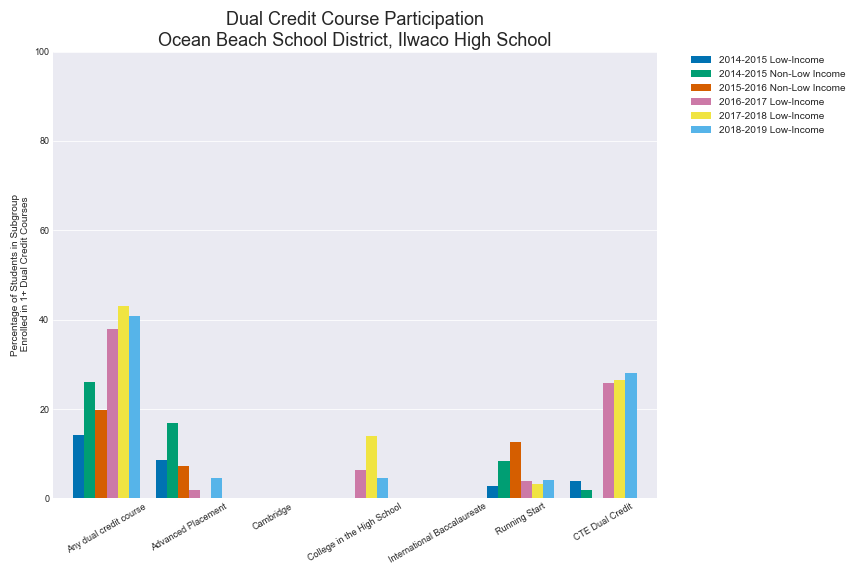 Dual Credit Course Participation
Ocean Beach School District, Ilwaco High School
2014-2015 Low-Income
2014-2015 Non-Low Income
2015-2016 Non-Low Income
2016-2017 Low-Income
2017-2018 Low-Income
2018-2019 Low-Income
Percentage of Students in Subgroup
Enrolled in 1+ Dual Credit Courses
100
80
60
40
20
0
Any dual credit course
Advanced Placement
Cambridge
College in the High School
International Baccalaureate
Running Start
CTE Dual Credit